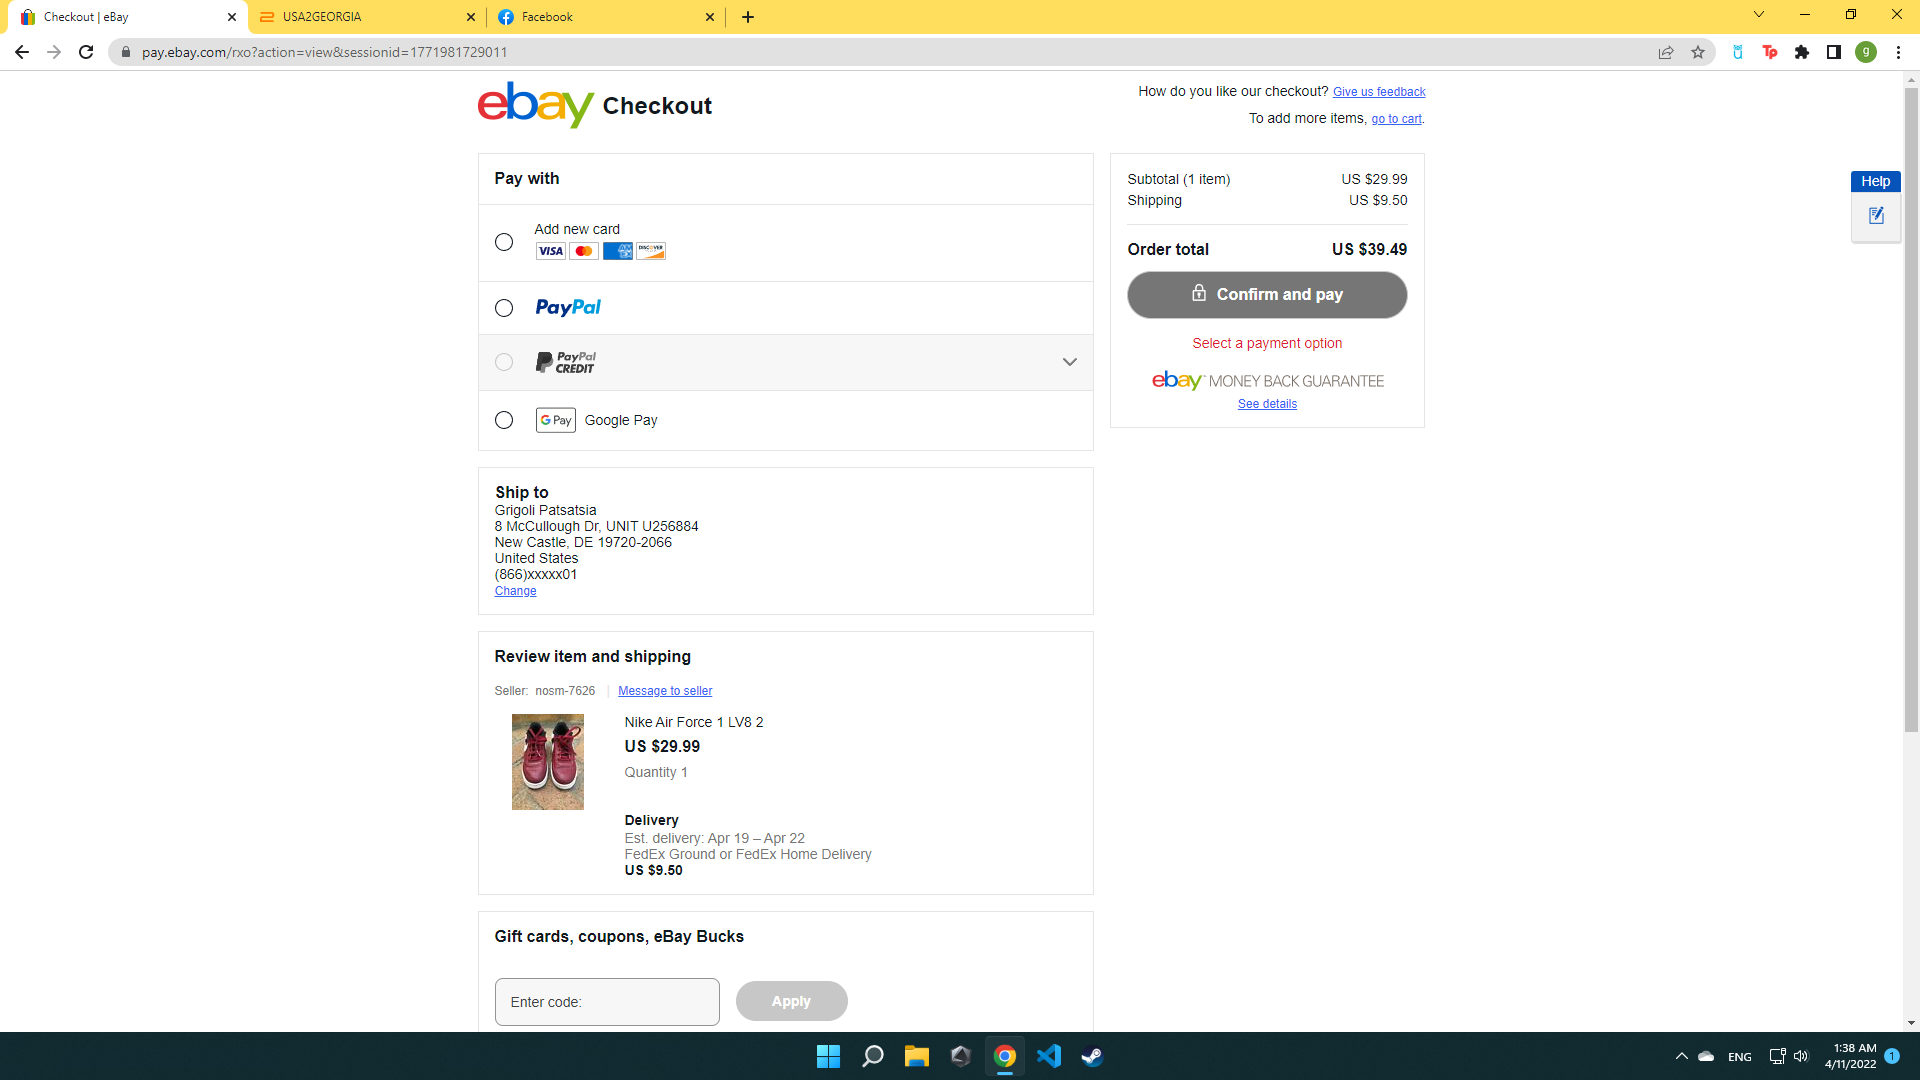 Checkout | eBay
USA2GEORGIA
Facebook
pay.ebay.com/rxo?action=view&sessionid=1771981729011
Tp
g
ebay Checkout
How do you like our checkout? Give us feedback
To add more items, go to cart.
Pay with
Add new card
VISA
DISCOVER
PayPal
PayPal
CREDIT
G Pay Google Pay
Subtotal (1 item) US $29.99
Shipping US $9.50
Order total US $39.49
Confirm and pay
Select a payment option
ebay MONEY BACK GUARANTEE
See details
Help
Ship to
Grigoli Patsatsia
8 McCullough Dr, UNIT U256884
New Castle, DE 19720-2066
United States
(866)xxxxx01
Change
Review item and shipping
Seller: nosm-7626 | Message to seller
Nike Air Force 1 LV8 2
US $29.99
Quantity 1
Delivery
Est. delivery: Apr 19 – Apr 22
FedEx Ground or FedEx Home Delivery
US $9.50
Gift cards, coupons, eBay Bucks
Enter code:
Apply
ENG
1:38 AM
4/11/2022
1